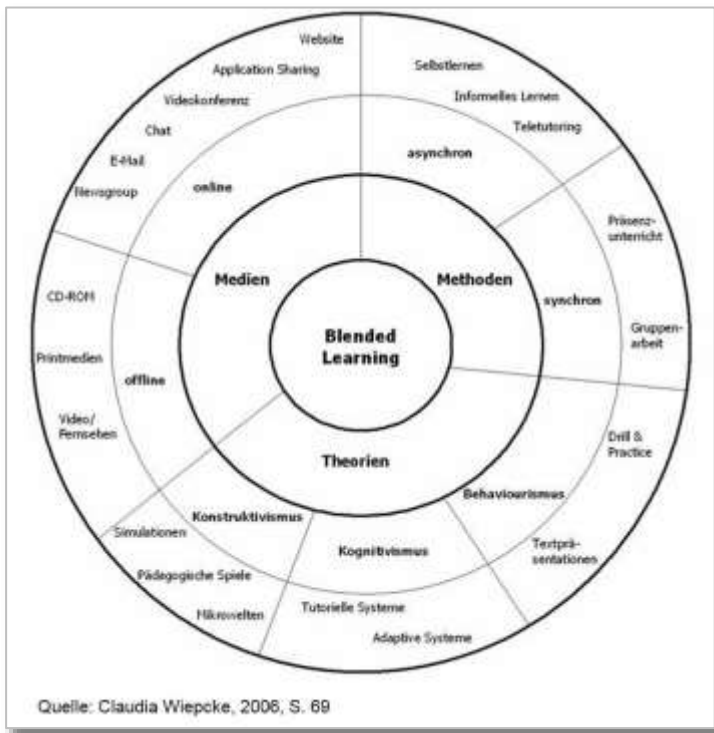 Website
Application Sharing
Videokonferenz
Chat
E-Mail
Newsgroup
online
Selbstlernen
Informelles Lernen
Teletutoring
asynchron
Präsenz-
unterricht
Gruppen-
arbeit
synchron
Medien
Methoden
Blended
Learning
Theorien
CD-ROM
Printmedien
Video/
Fernsehen
offline
Drill &
Practice
Textprä-
sentationen
Behaviourismus
Konstruktivismus
Simulationen
Pädegogische Spiele
Mikrowelten
Kognitivismus
Tutorielle Systeme
Adaptive Systeme
Quelle: Claudia Wiepcke, 2006, S. 69